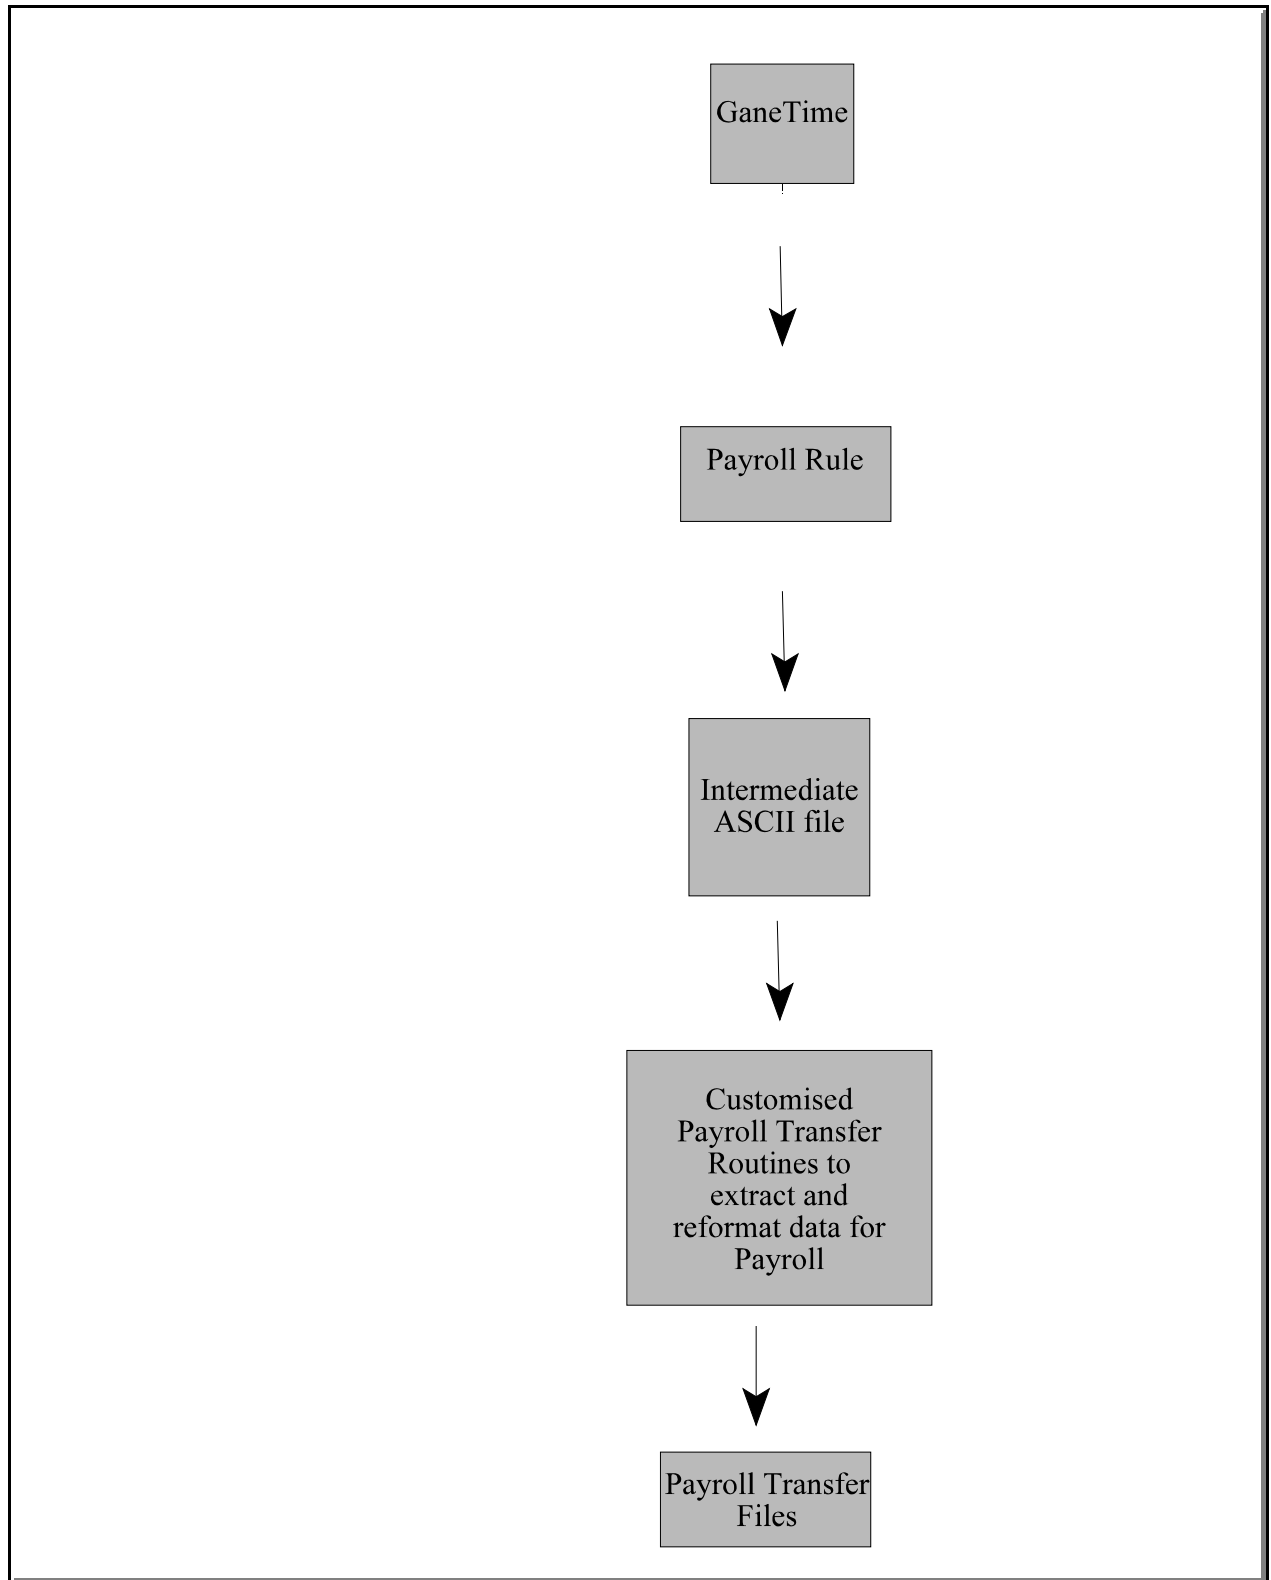 GaneTime
Payroll Rule
Intermediate
ASCII file
Customised
Payroll Transfer
Routines to
extract and
reformat data for
Payroll
Payroll Transfer
Files